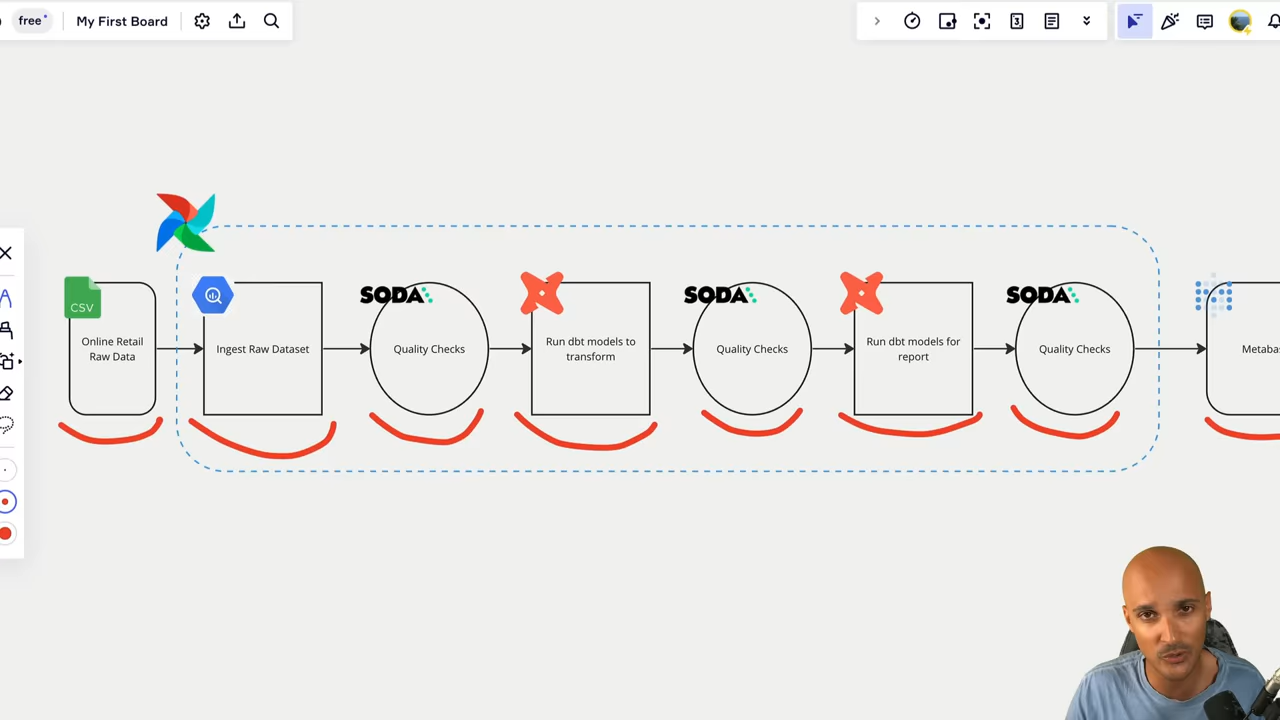 free
My First Board
3
CSV
Online Retail
Raw Data
Ingest Raw Dataset
SODA
Quality Checks
Run dbt models to
transform
SODA
Quality Checks
Run dbt models for
report
SODA
Quality Checks
Metabas